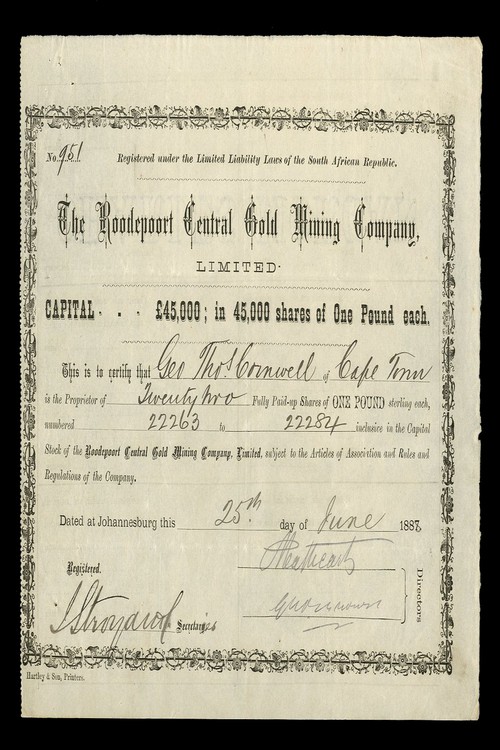 No. 951 Registered under the Limited Liability Laws of the South African Republic.
The Roodepoort Central Gold Mining Company,
LIMITED.
CAPITAL - - - £45,000; in 45,000 shares of One Pound each.
This is to certify that Geo Thos Cornwell of Cape Town
is the Proprietor of Twenty two Fully Paid-up Shares of ONE POUND sterling each,
numbered 22263 to 22284 inclusive in the Capital
Stock of the Roodepoort Central Gold Mining Company, Limited, subject to the Articles of Association and Rules and
Regulations of the Company.
Dated at Johannesburg this 25th day of June 1887
Registered.
Directors
Secretaries
Hartley & Son, Printers.